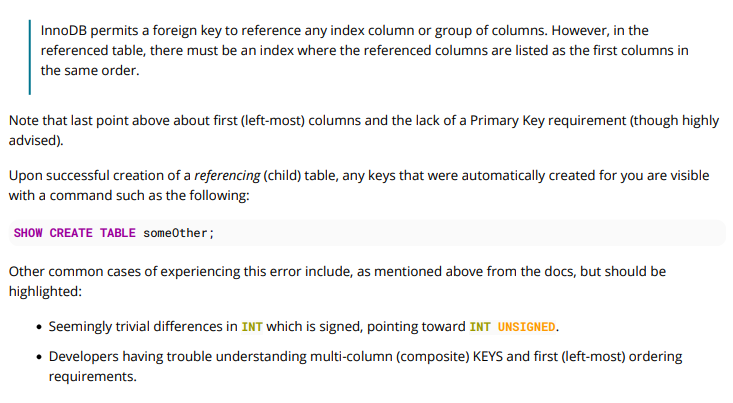 InnoDB permits a foreign key to reference any index column or group of columns. However, in the
referenced table, there must be an index where the referenced columns are listed as the first columns in
the same order.
Note that last point above about first (left-most) columns and the lack of a Primary Key requirement (though highly
advised).
Upon successful creation of a referencing (child) table, any keys that were automatically created for you are visible
with a command such as the following:
SHOW CREATE TABLE someOther;
Other common cases of experiencing this error include, as mentioned above from the docs, but should be
highlighted:
• Seemingly trivial differences in INT which is signed, pointing toward INT UNSIGNED.
• Developers having trouble understanding multi-column (composite) KEYS and first (left-most) ordering
requirements.